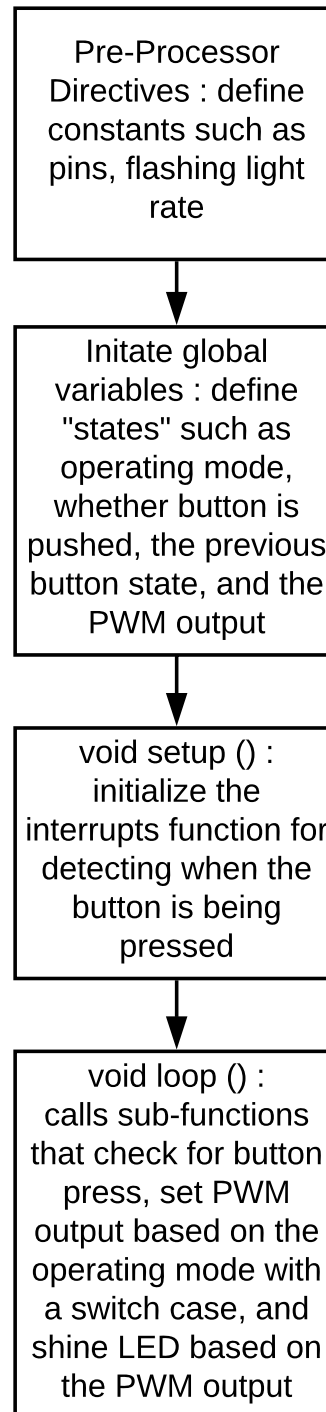 Pre-Processor
Directives : define
constants such as
pins, flashing light
rate
Initate global
variables : define
"states" such as
operating mode,
whether button is
pushed, the previous
button state, and the
PWM output
void setup () :
initialize the
interrupts function for
detecting when the
button is being
pressed
void loop () :
calls sub-functions
that check for button
press, set PWM
output based on the
operating mode with
a switch case, and
shine LED based on
the PWM output